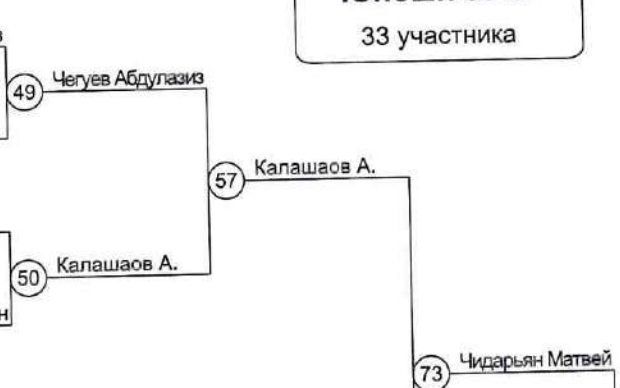 33 участника
49 Чегуев Абдулазиз
57 Калашаов А.
50 Калашаов А.
73 Чидарьян Матвей